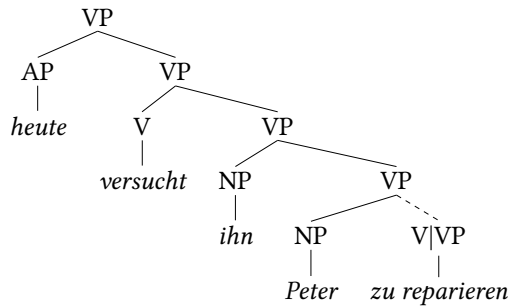 VP
AP VP
heute V VP
versucht NP VP
ihn NP V|VP
Peter zu reparieren